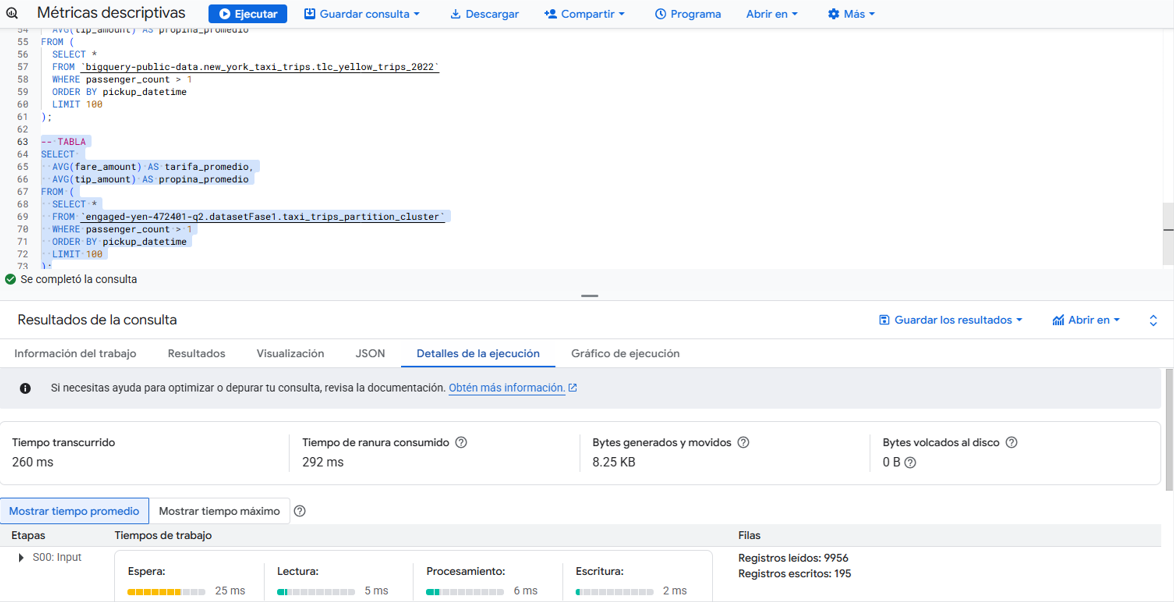 Métricas descriptivas Ejecutar Guardar consulta Descargar Compartir Programa Abrir en Más
54 AVG(tip_amount) AS propina_promedio
55 FROM (
56 SELECT *
57 FROM `bigquery-public-data.new_york_taxi_trips.tlc_yellow_trips_2022`
58 WHERE passenger_count > 1
59 ORDER BY pickup_datetime
60 LIMIT 100
61 );
62
63 -- TABLA
64 SELECT
65 AVG(fare_amount) AS tarifa_promedio,
66 AVG(tip_amount) AS propina_promedio
67 FROM (
68 SELECT *
69 FROM `engaged-yen-472401-q2.datasetFase1.taxi_trips_partition_cluster`
70 WHERE passenger_count > 1
71 ORDER BY pickup_datetime
72 LIMIT 100
73 );
Se completó la consulta
Resultados de la consulta Guardar los resultados Abrir en
Información del trabajo Resultados Visualización JSON Detalles de la ejecución Gráfico de ejecución
Si necesitas ayuda para optimizar o depurar tu consulta, revisa la documentación. Obtén más información.
Tiempo transcurrido Tiempo de ranura consumido Bytes generados y movidos Bytes volcados al disco
260 ms 292 ms 8.25 KB 0 B
Mostrar tiempo promedio Mostrar tiempo máximo
Etapas Tiempos de trabajo Filas
S00: Input Registros leídos: 9956
Espera: Lectura: Procesamiento: Escritura: Registros escritos: 195
25 ms 5 ms 6 ms 2 ms